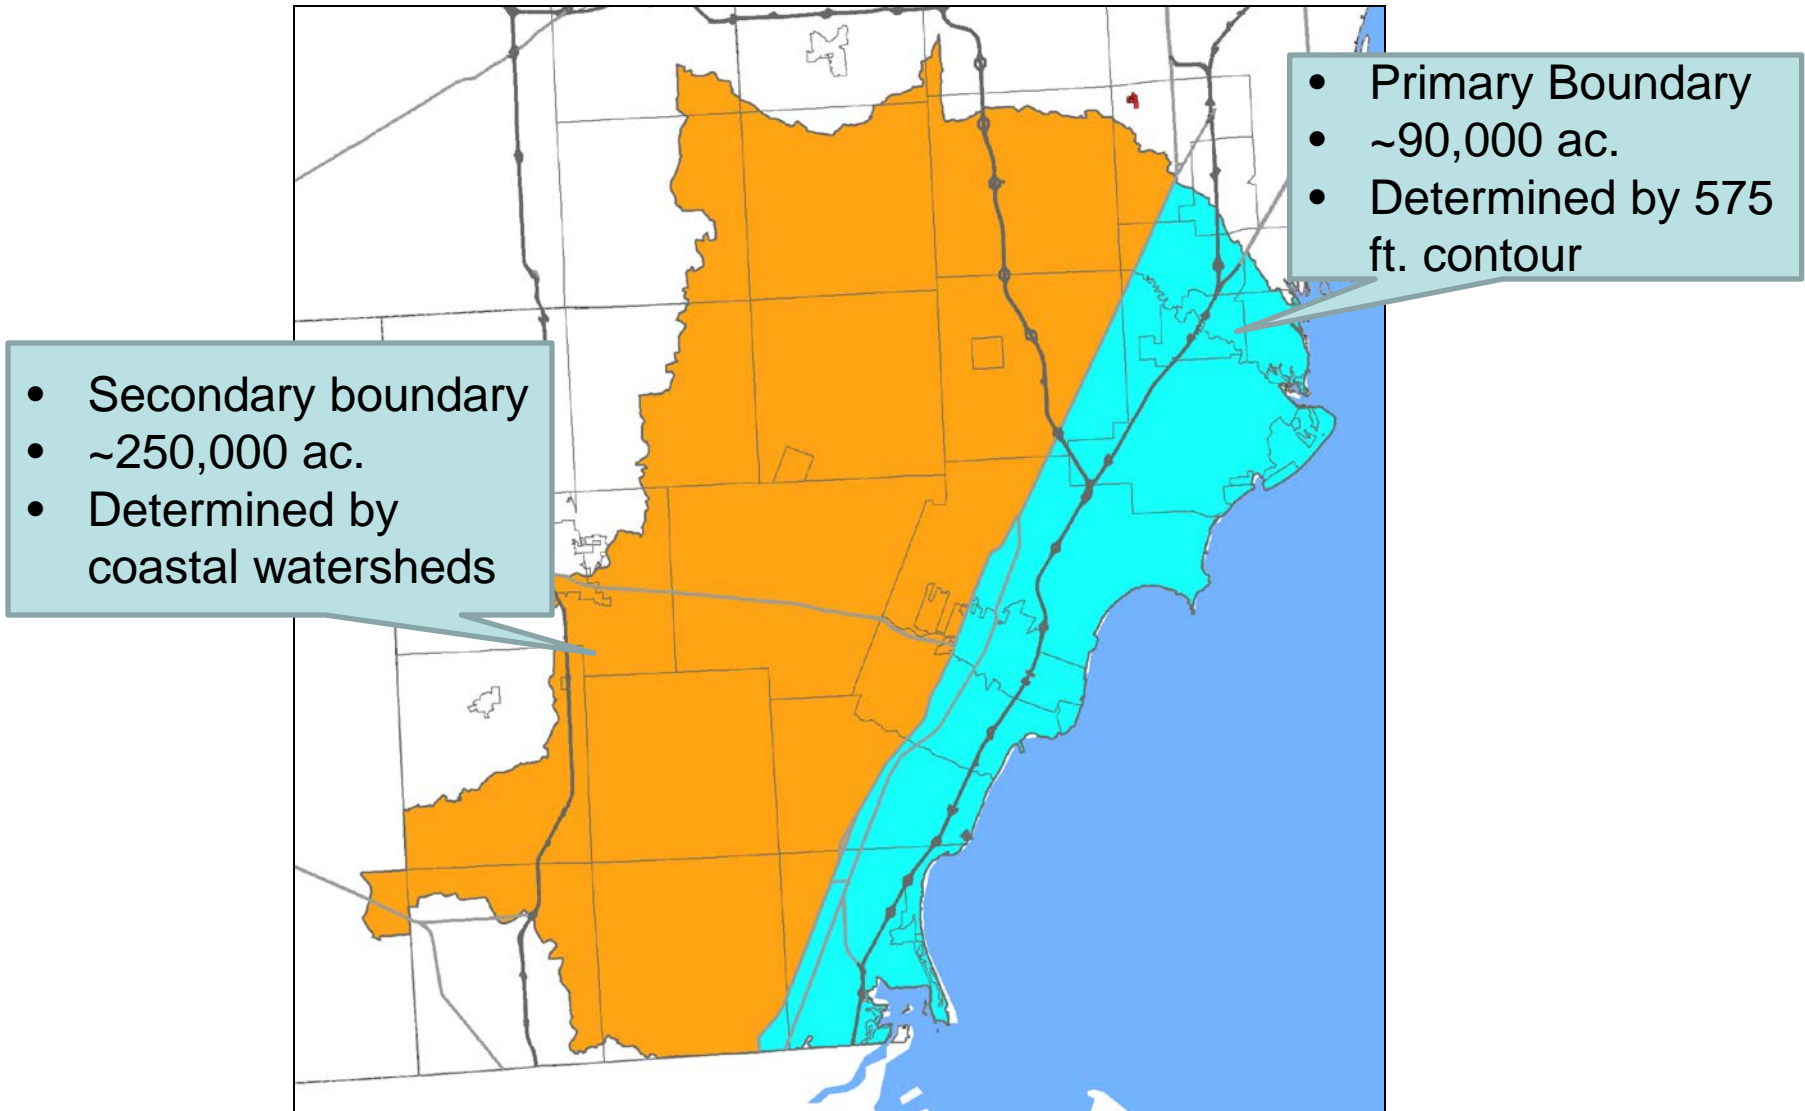 • Primary Boundary
• ~90,000 ac.
• Determined by 575
ft. contour
• Secondary boundary
• ~250,000 ac.
• Determined by
coastal watersheds